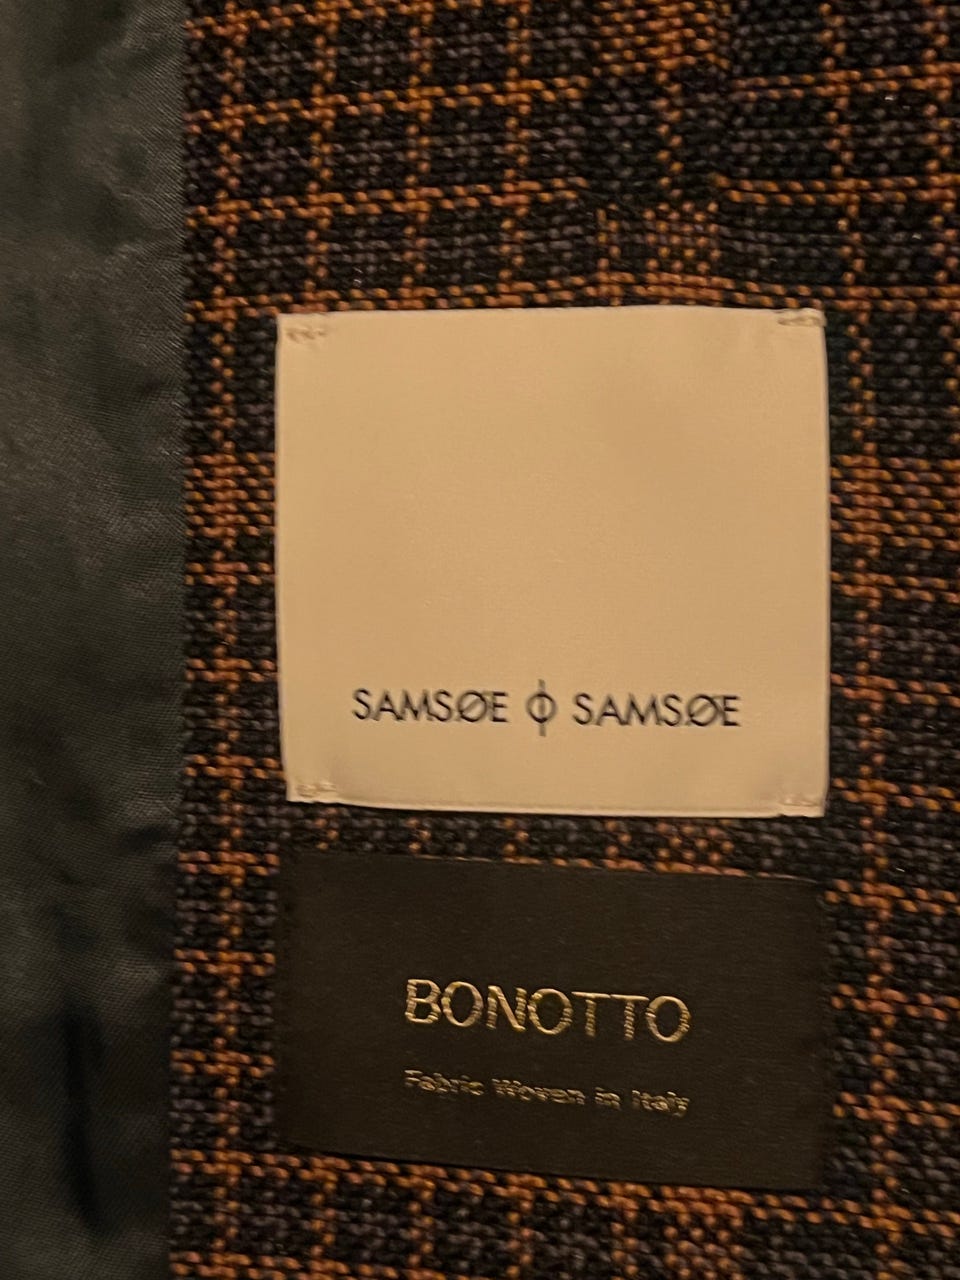 SAMSØE ϕ SAMSØE
BONOTTO
Fabric Woven in Italy